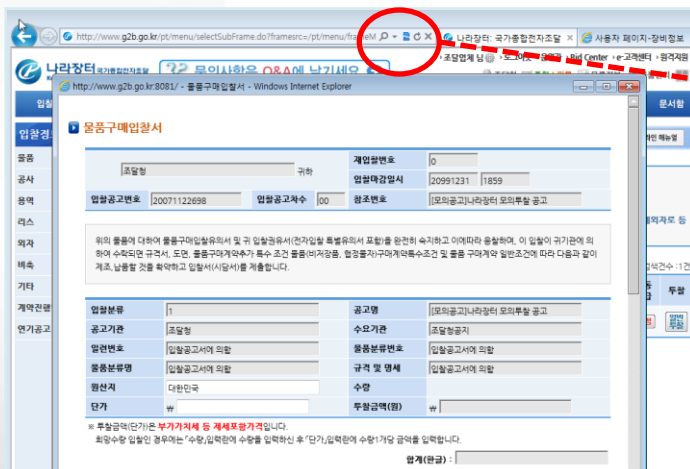 http://www.g2b.go.kr/pt/menu/selectSubFrame.do?framesrc=/pt/menu/frameM
나라장터: 국가종합전자조달
사용자 페이지-장비정보
나라장터 국가종합전자조달
문의사항은 Q&A에 남기세요
조달업체 님 로그아웃 Bid Center e-고객센터 원격지원
http://www.g2b.go.kr:8081/ - 물품구매입찰서 - Windows Internet Explorer
입찰
문서함
입찰정
물품
공사
용역
리스
외자
비축
기타
계약진행
연기공고
물품구매입찰서
조달청 귀하
재입찰번호 0
입찰마감일시 20991231 1859
입찰공고번호 20071122698 입찰공고차수 00 참조번호 [모의공고]나라장터 모의투찰 공고
위의 물품에 대하여 물품구매입찰유의서 및 귀 입찰권유서(전자입찰 특별유의서 포함)을 완전히 숙지하고 이에따라 응찰하며, 이 입찰이 귀기관에 의
하여 수락되면 규격서, 도면, 물품구매계약추가 특수 조건 물품(비저장품, 협정물자)구매계약특수조건 및 물품 구매계약 일반조건에 따라 다음과 같이
제조,납품할 것을 확약하고 입찰서(시담서)를 제출합니다.
입찰분류 1 공고명 [모의공고]나라장터 모의투찰 공고
공고기관 조달청 수요기관 조달청공지
일련번호 입찰공고서에 의함 물품분류번호 입찰공고서에 의함
물품분류명 입찰공고서에 의함 규격 및 명세 입찰공고서에 의함
원산지 대한민국 수량
단가 ₩ 투찰금액(원) ₩
※ 투찰금액(단가)은 부가가치세 등 제세포함가격입니다.
희망수량 입찰인 경우에는 「수량」입력란에 수량을 입력하신 후 「단가」입력란에 수량1개당 금액을 입력합니다.
합계(한글) :
인 매뉴얼
외자로 등
색건수 :1건
투찰